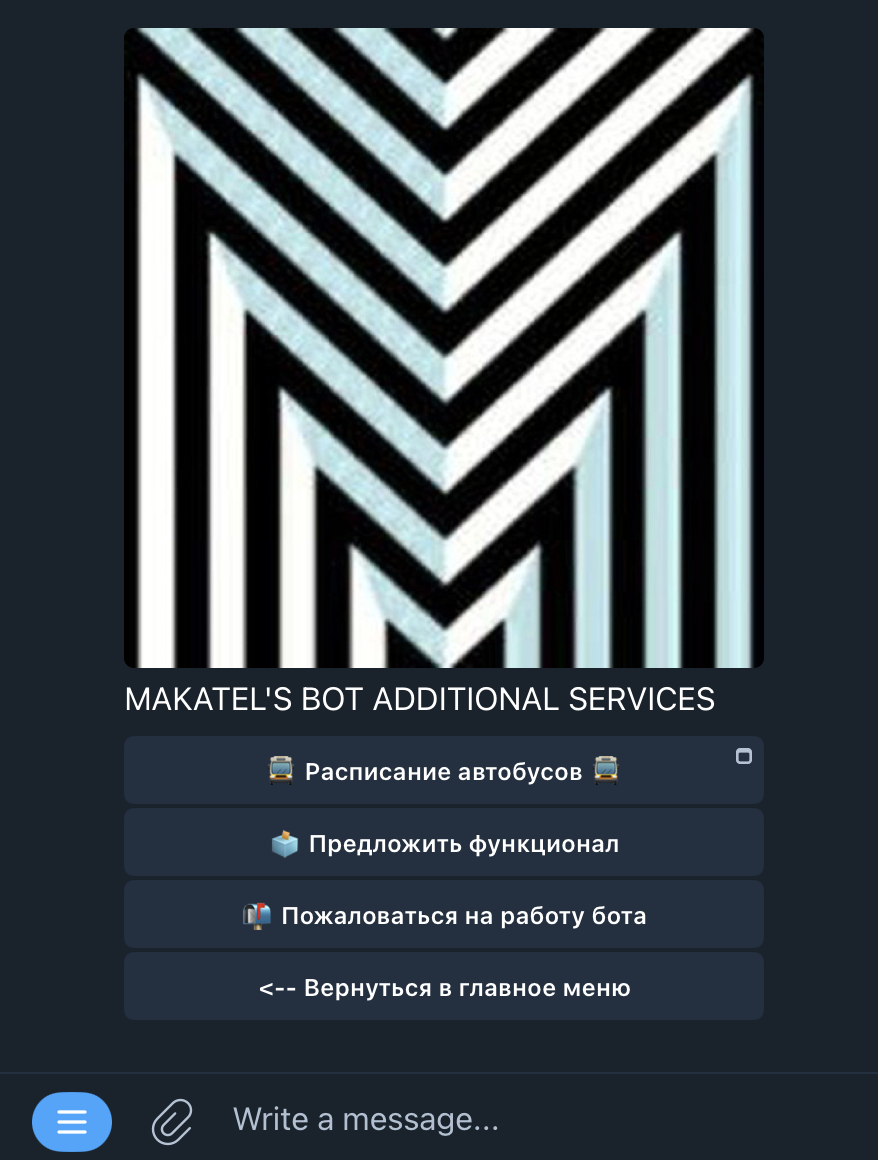 MAKATEL'S BOT ADDITIONAL SERVICES
🚎 Расписание автобусов 🚎
🗳 Предложить функционал
📬 Пожаловаться на работу бота
<-- Вернуться в главное меню
Write a message...